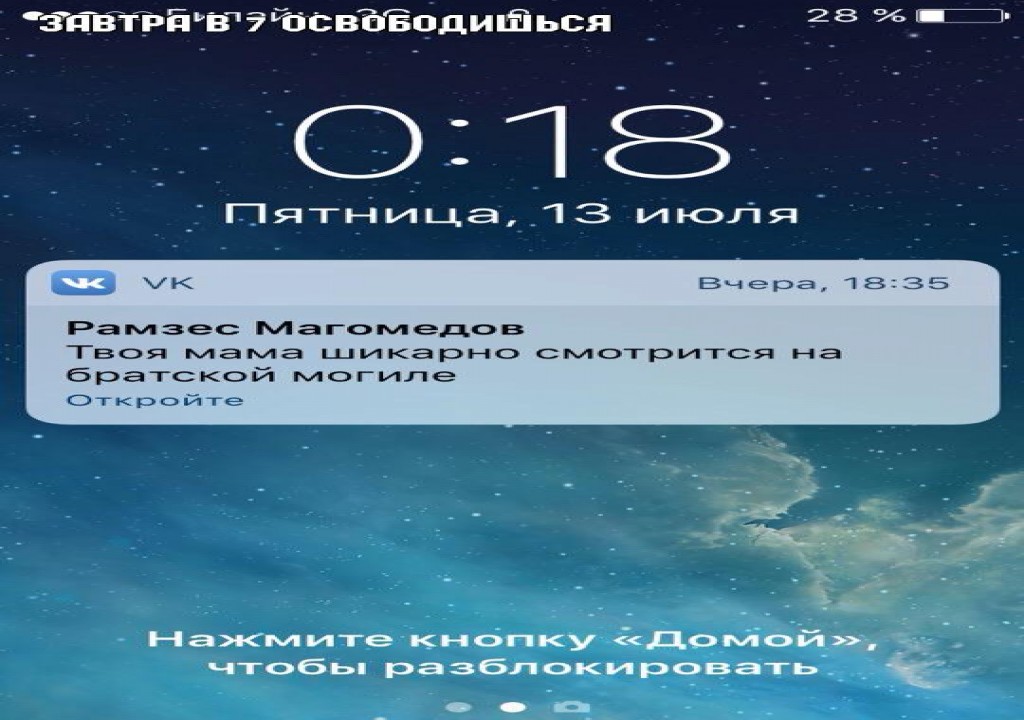 ЗАВТРА В 7 ОСВОБОДИШЬСЯ
28 %
0:18
Пятница, 13 июля
VK
Вчера, 18:35
Рамзес Магомедов
Твоя мама шикарно смотрится на
братской могиле
Откройте
Нажмите кнопку «Домой»,
чтобы разблокировать